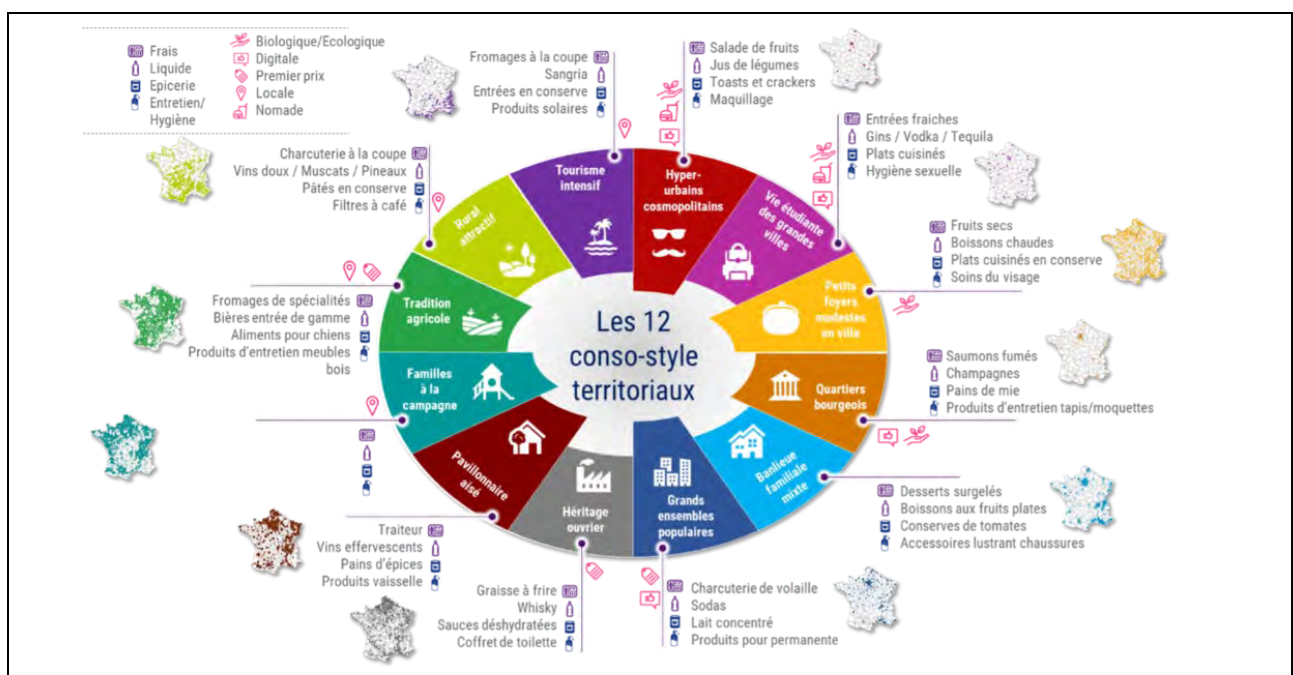 Frais
Liquide
Epicerie
Entretien/
Hygiène
Biologique/Ecologique
Digitale
Premier prix
Locale
Nomade
Fromages à la coupe
Sangria
Entrées en conserve
Produits solaires
Salade de fruits
Jus de légumes
Toasts et crackers
Maquillage
Entrées fraiches
Gins / Vodka / Tequila
Plats cuisinés
Hygiène sexuelle
Charcuterie à la coupe
Vins doux / Muscats / Pineaux
Pâtés en conserve
Filtres à café
Fruits secs
Boissons chaudes
Plats cuisinés en conserve
Soins du visage
Fromages de spécialités
Bières entrée de gamme
Aliments pour chiens
Produits d'entretien meubles
bois
Saumons fumés
Champagnes
Pains de mie
Produits d'entretien tapis/moquettes
Desserts surgelés
Boissons aux fruits plates
Conserves de tomates
Accessoires lustrant chaussures
Traiteur
Vins effervescents
Pains d'épices
Produits vaisselle
Graisse à frire
Whisky
Sauces déshydratées
Coffret de toilette
Charcuterie de volaille
Sodas
Lait concentré
Produits pour permanente
Les 12
conso-style
territoriaux
Tourisme
intensif
Hyper-
urbains
cosmopolitains
Vie étudiante
des grandes
villes
Petits
foyers
modestes
en ville
Quartiers
bourgeois
Banlieue
familiale
mixte
Grands
ensembles
populaires
Héritage
ouvrier
Pavillonnaire
aisé
Familles
à la
campagne
Tradition
agricole
Rural
attractif